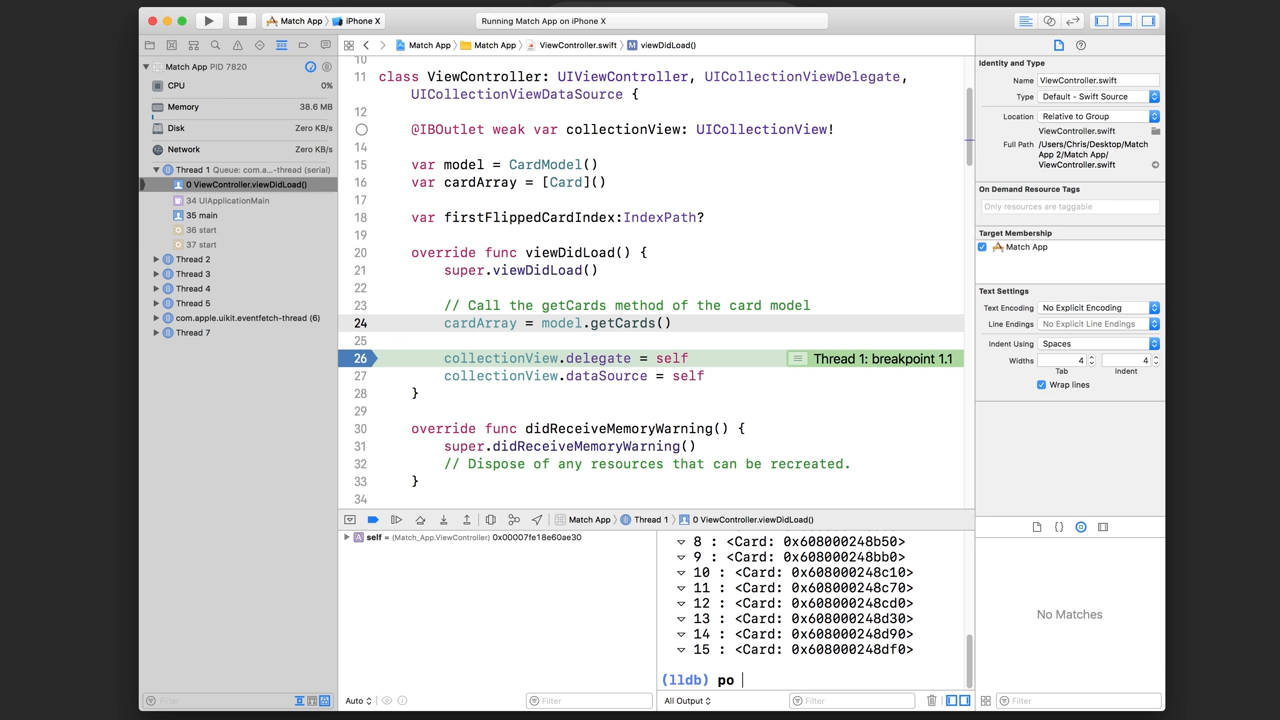 Match App iPhone X
Running Match App on iPhone X
Match App PID 7820
CPU 0%
Memory 38.6 MB
Disk Zero KB/s
Network Zero KB/s
Thread 1 Queue: com.a...-thread (serial)
0 ViewController.viewDidLoad()
34 UIApplicationMain
35 main
36 start
37 start
Thread 2
Thread 3
Thread 4
Thread 5
com.apple.uikit.eventfetch-thread (6)
Thread 7
Filter
Match App Match App ViewController.swift M viewDidLoad()
10
11 class ViewController: UIViewController, UICollectionViewDelegate,
UICollectionViewDataSource {
12
@IBOutlet weak var collectionView: UICollectionView!
14
15 var model = CardModel()
16 var cardArray = [Card]()
17
18 var firstFlippedCardIndex:IndexPath?
19
20 override func viewDidLoad() {
21 super.viewDidLoad()
22
23 // Call the getCards method of the card model
24 cardArray = model.getCards()
25
26 collectionView.delegate = self Thread 1: breakpoint 1.1
27 collectionView.dataSource = self
28 }
29
30 override func didReceiveMemoryWarning() {
31 super.didReceiveMemoryWarning()
32 // Dispose of any resources that can be recreated.
33 }
34
Match App Thread 1 0 ViewController.viewDidLoad()
A self = (Match_App.ViewController) 0x00007fe18e60ae30
Auto Filter
8 : <Card: 0x608000248b50>
9 : <Card: 0x608000248bb0>
10 : <Card: 0x608000248c10>
11 : <Card: 0x608000248c70>
12 : <Card: 0x608000248cd0>
13 : <Card: 0x608000248d30>
14 : <Card: 0x608000248d90>
15 : <Card: 0x608000248df0>
(lldb) po
All Output Filter
Identity and Type
Name ViewController.swift
Type Default - Swift Source
Location Relative to Group
ViewController.swift
Full Path /Users/Chris/Desktop/Match
App 2/Match App/
ViewController.swift
On Demand Resource Tags
Only resources are taggable
Target Membership
Match App
Text Settings
Text Encoding No Explicit Encoding
Line Endings No Explicit Line Endings
Indent Using Spaces
Widths 4 4
Tab Indent
Wrap lines
{ }
No Matches
Filter